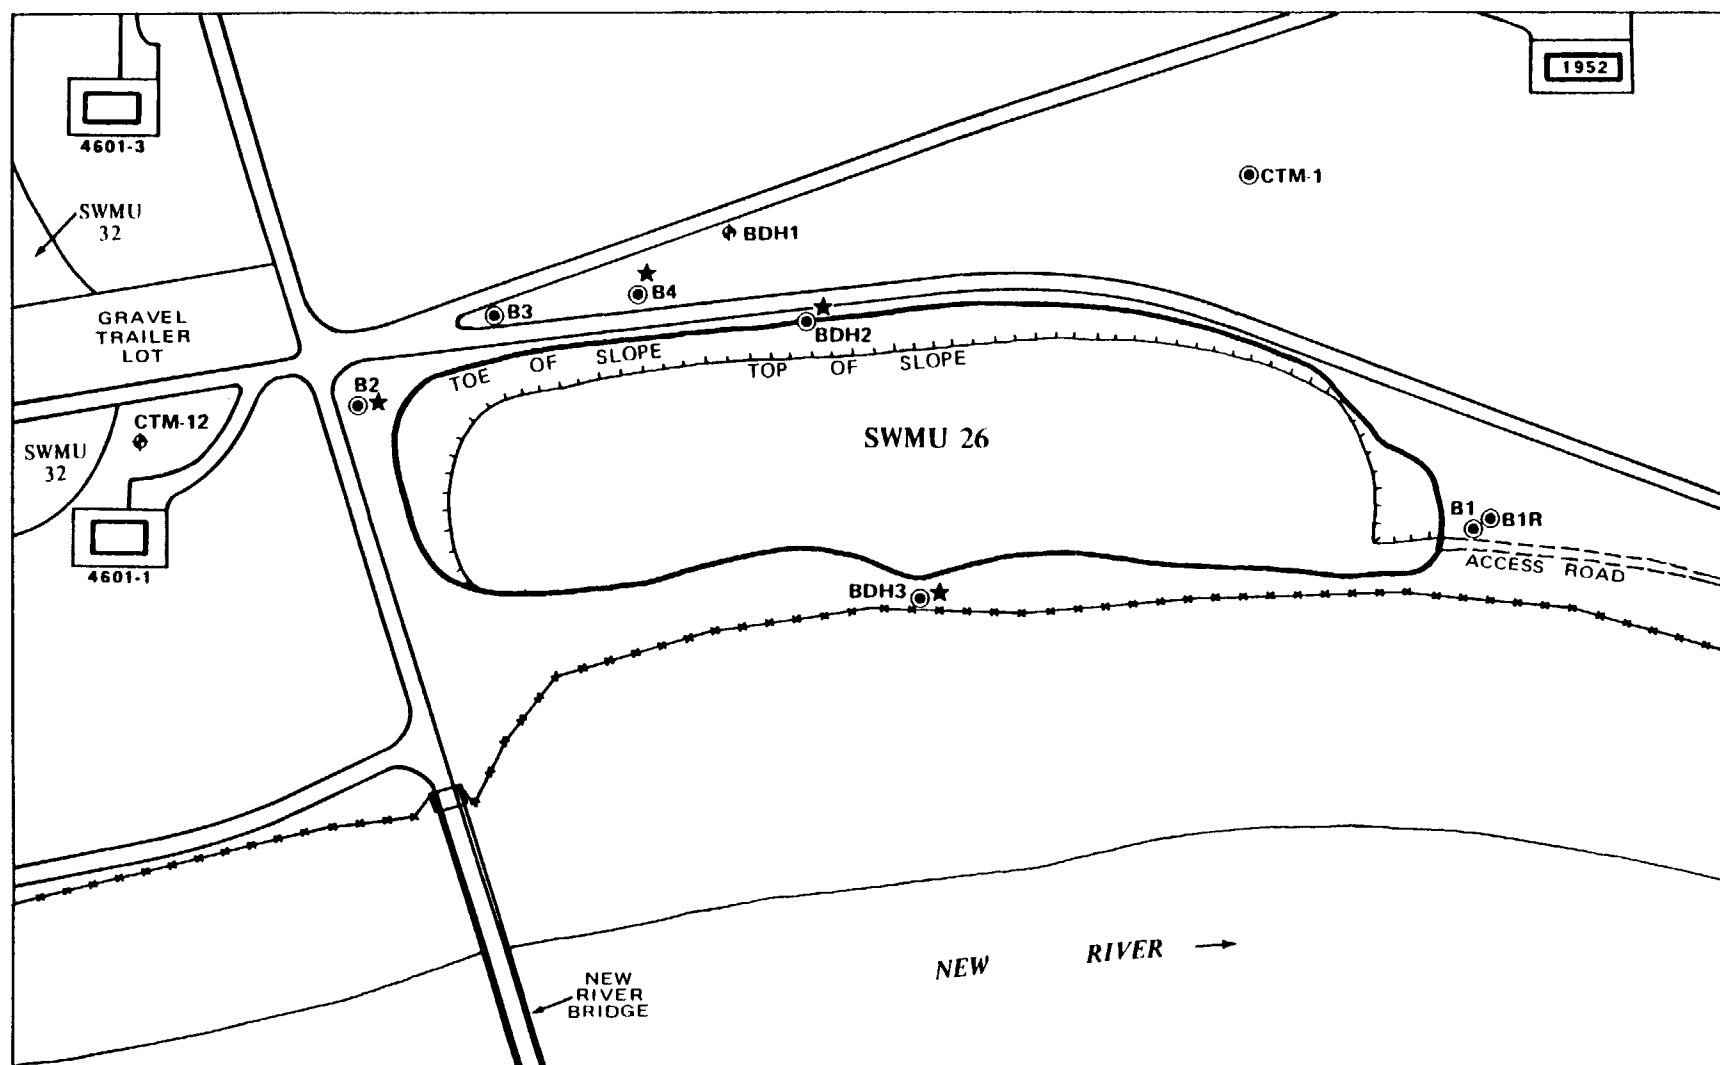 1952
4601-3
CTM-1
SWMU
32
BDH1
B4
B3
GRAVEL
TRAILER
LOT
BDH2
TOE OF SLOPE
TOP OF SLOPE
B2
CTM-12
SWMU 26
SWMU
32
B1
B1R
ACCESS ROAD
4601-1
BDH3
NEW RIVER
NEW
RIVER
BRIDGE